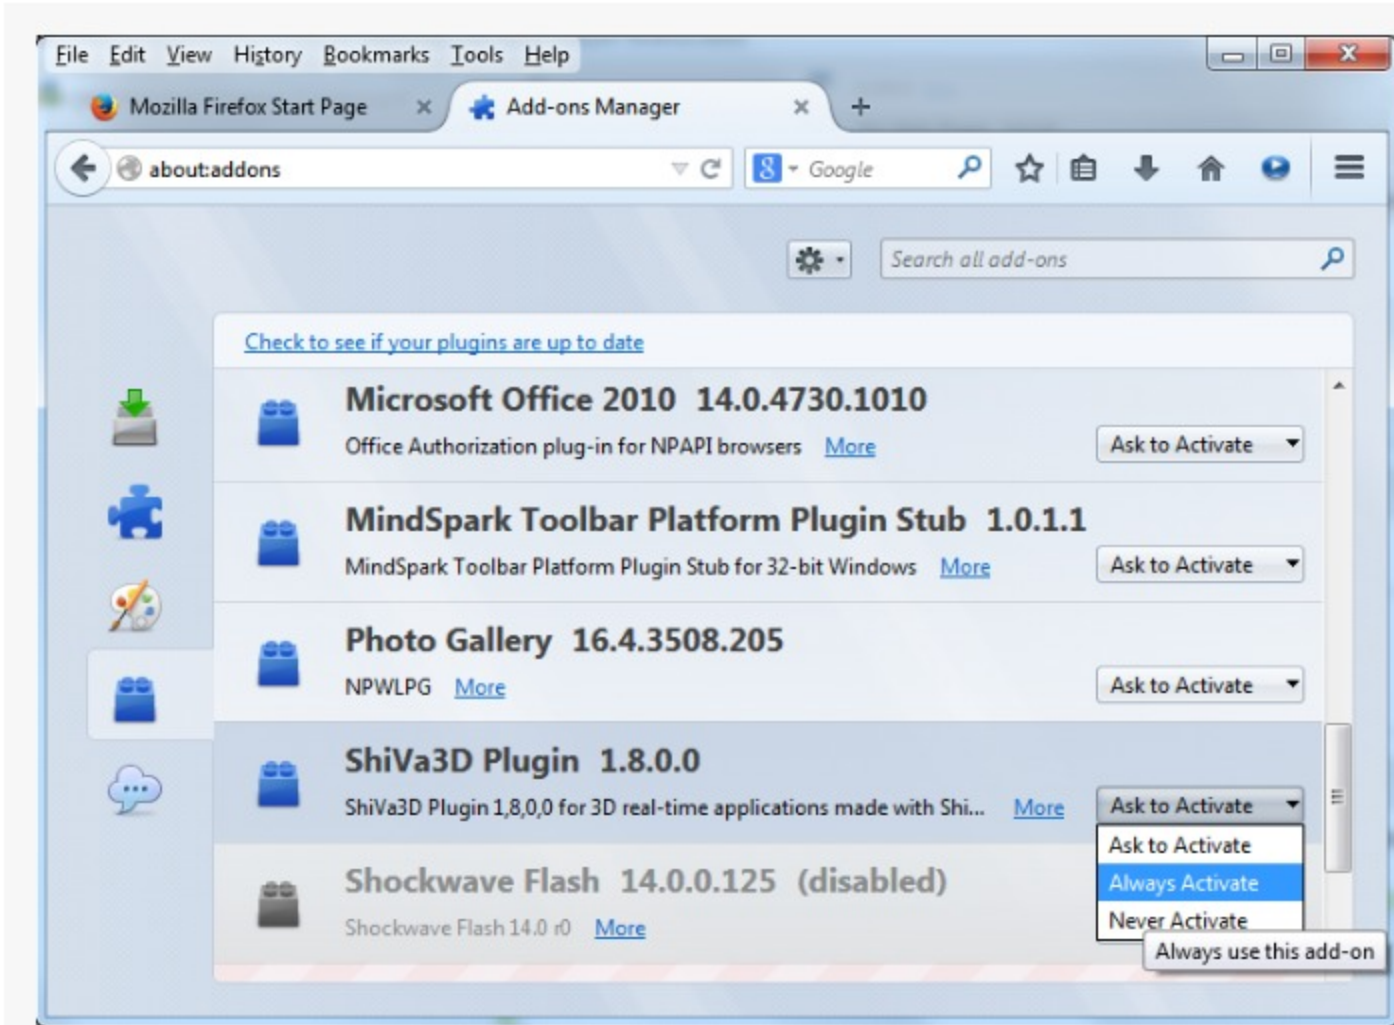 File Edit View History Bookmarks Tools Help
Mozilla Firefox Start Page × Add-ons Manager × +
about:addons 8 Google
Search all add-ons
Check to see if your plugins are up to date
Microsoft Office 2010 14.0.4730.1010
Office Authorization plug-in for NPAPI browsers More Ask to Activate
MindSpark Toolbar Platform Plugin Stub 1.0.1.1
MindSpark Toolbar Platform Plugin Stub for 32-bit Windows More Ask to Activate
Photo Gallery 16.4.3508.205
NPWLPG More Ask to Activate
ShiVa3D Plugin 1.8.0.0
ShiVa3D Plugin 1,8,0,0 for 3D real-time applications made with Shi... More Ask to Activate
Ask to Activate
Always Activate
Never Activate
Always use this add-on
Shockwave Flash 14.0.0.125 (disabled)
Shockwave Flash 14.0 r0 More